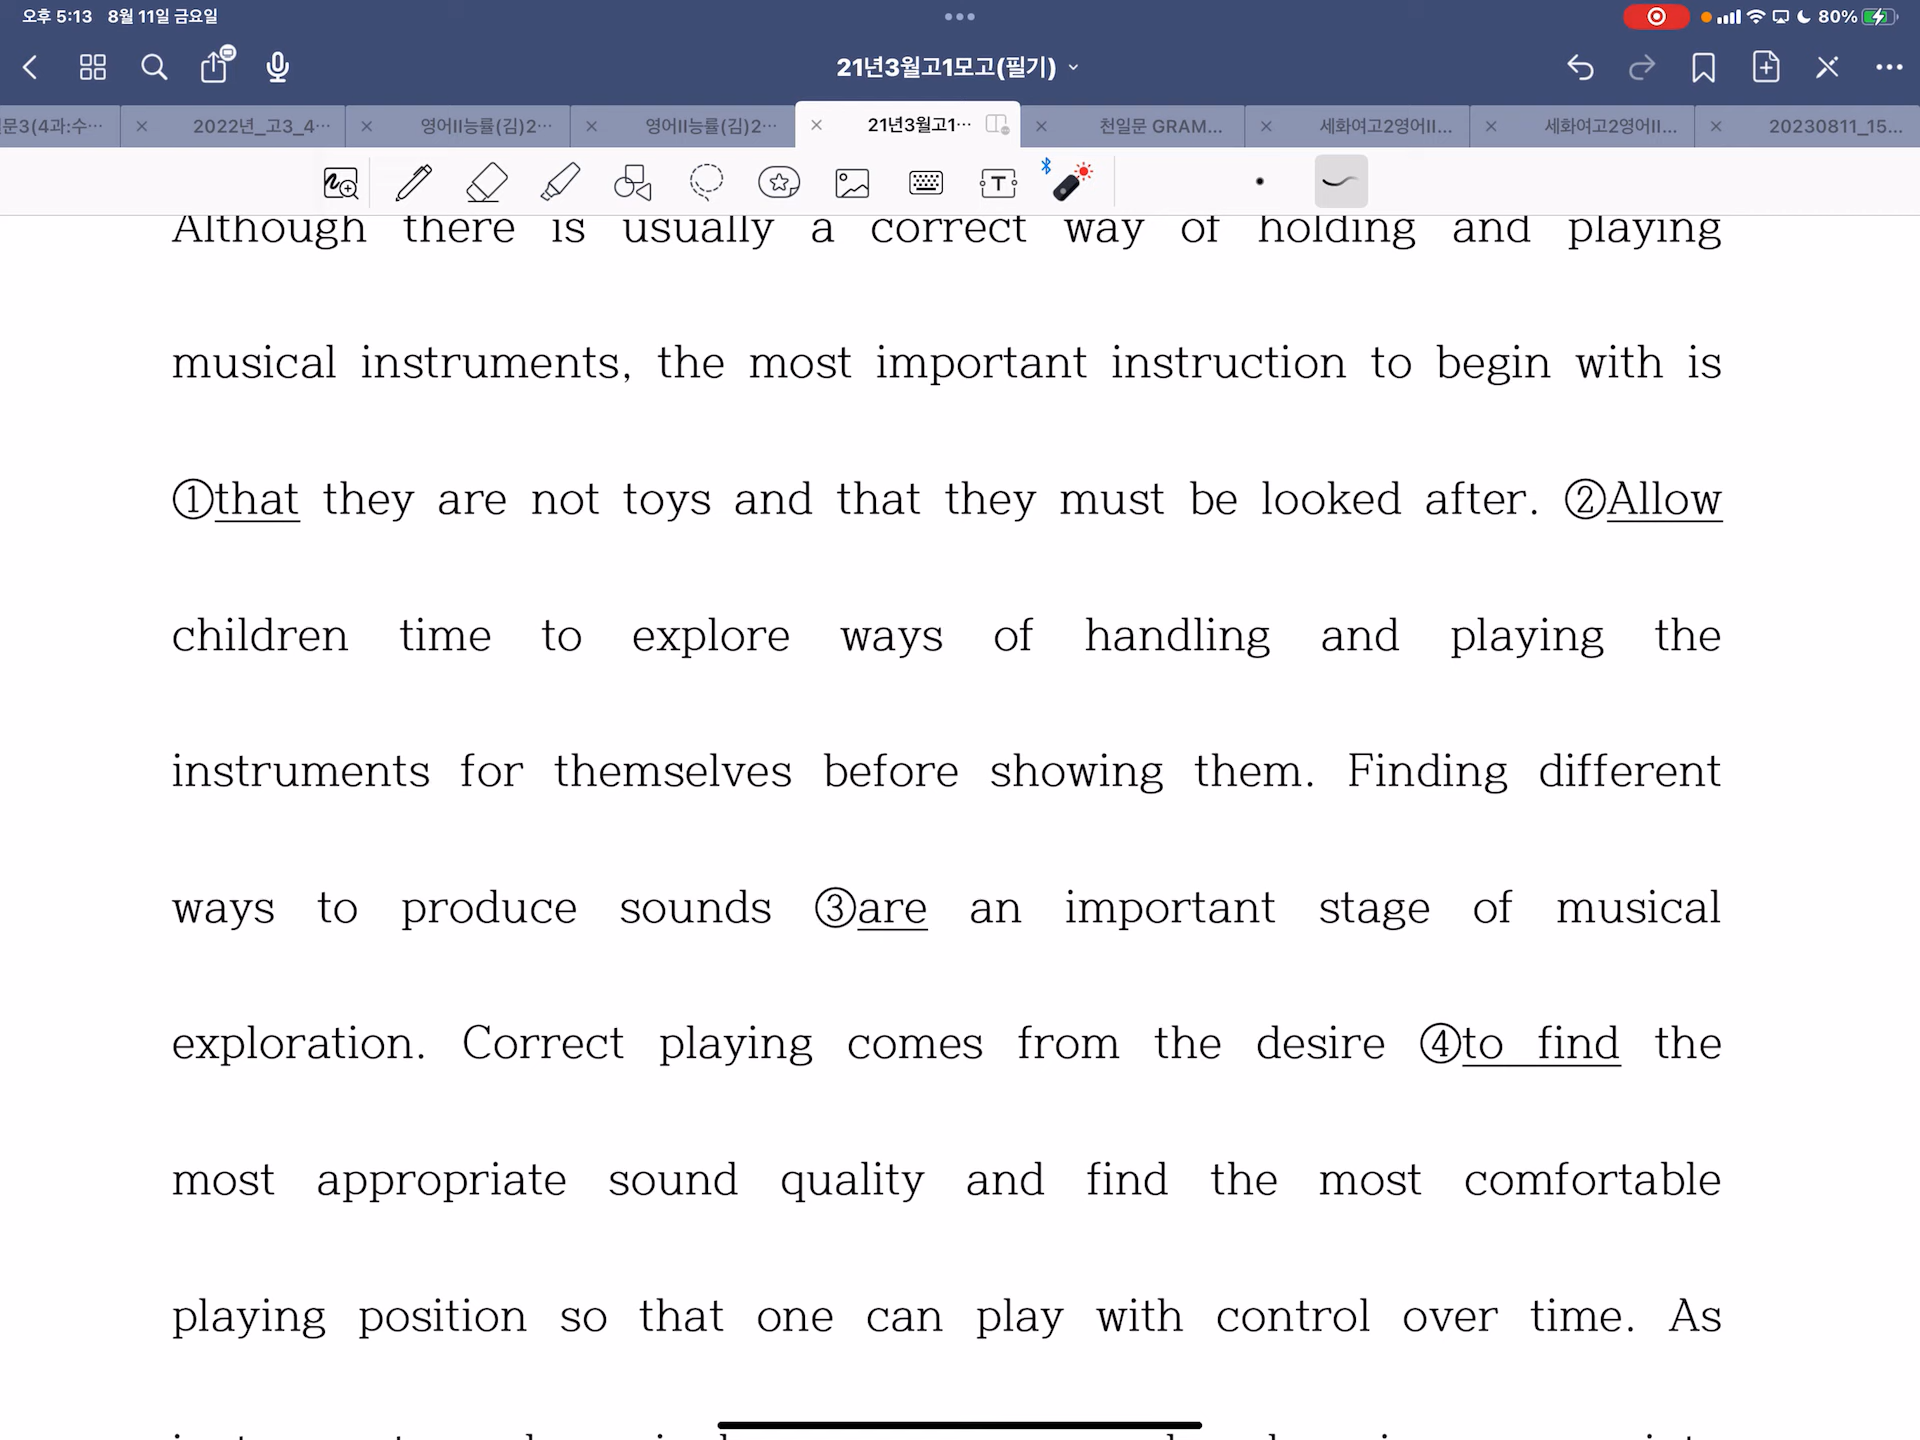 오후 5:13 8월 11일 금요일
80%
21년3월고1모고(필기)
문3(4과:수…
2022년_고3_4…
영어II능률(김)2…
영어II능률(김)2…
21년3월고1…
천일문 GRAM...
세화여고2영어II...
세화여고2영어II...
20230811_15...
Although there is usually a correct way of holding and playing
musical instruments, the most important instruction to begin with is
①that they are not toys and that they must be looked after. ②Allow
children time to explore ways of handling and playing the
instruments for themselves before showing them. Finding different
ways to produce sounds ③are an important stage of musical
exploration. Correct playing comes from the desire ④to find the
most appropriate sound quality and find the most comfortable
playing position so that one can play with control over time. As